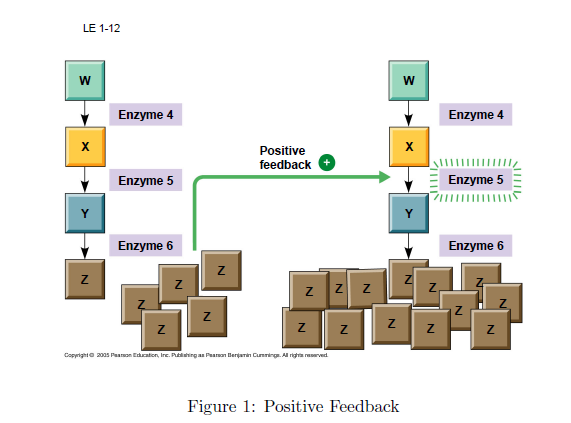 LE 1-12
W
Enzyme 4
X
Enzyme 5
Y
Enzyme 6
Z
Z
Z
Z
Z
Z
Positive
feedback +
W
Enzyme 4
X
Enzyme 5
Y
Enzyme 6
Z
Z
Z
Z
Z
Z
Z
Z
Z
Z
Z
Z
Z
Copyright © 2005 Pearson Education, Inc. Publishing as Pearson Benjamin Cummings. All rights reserved.
Figure 1: Positive Feedback